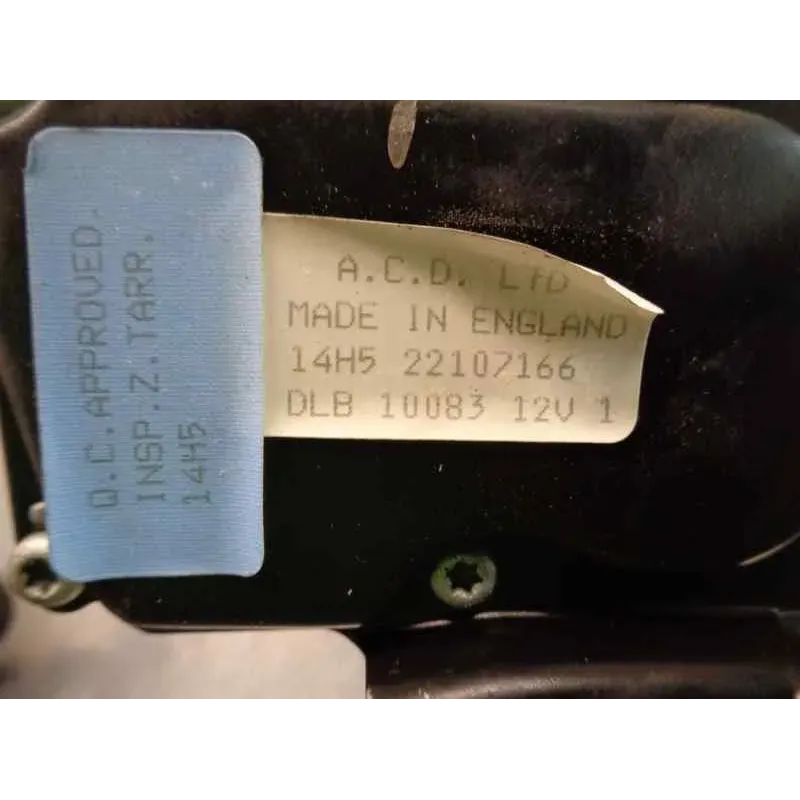 Q.C.APPROVED.
INSP.Z.TARR.
14H5
A.C.D. LTD
MADE IN ENGLAND
14H5 22107166
DLB 10083 12V 1